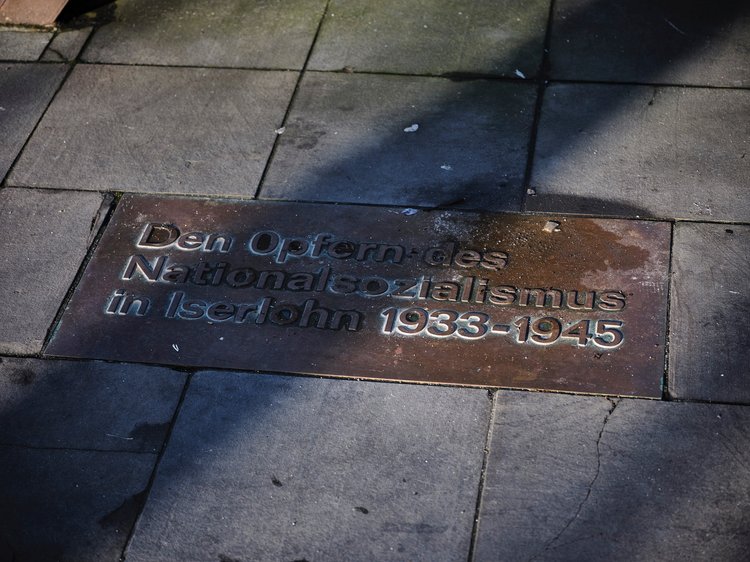 Den Opfern des
Nationalsozialismus
in Iserlohn 1933-1945